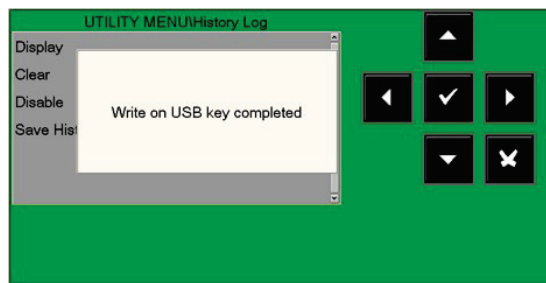 UTILITY MENU\History Log
Display
Clear
Disable
Save Hist
Write on USB key completed